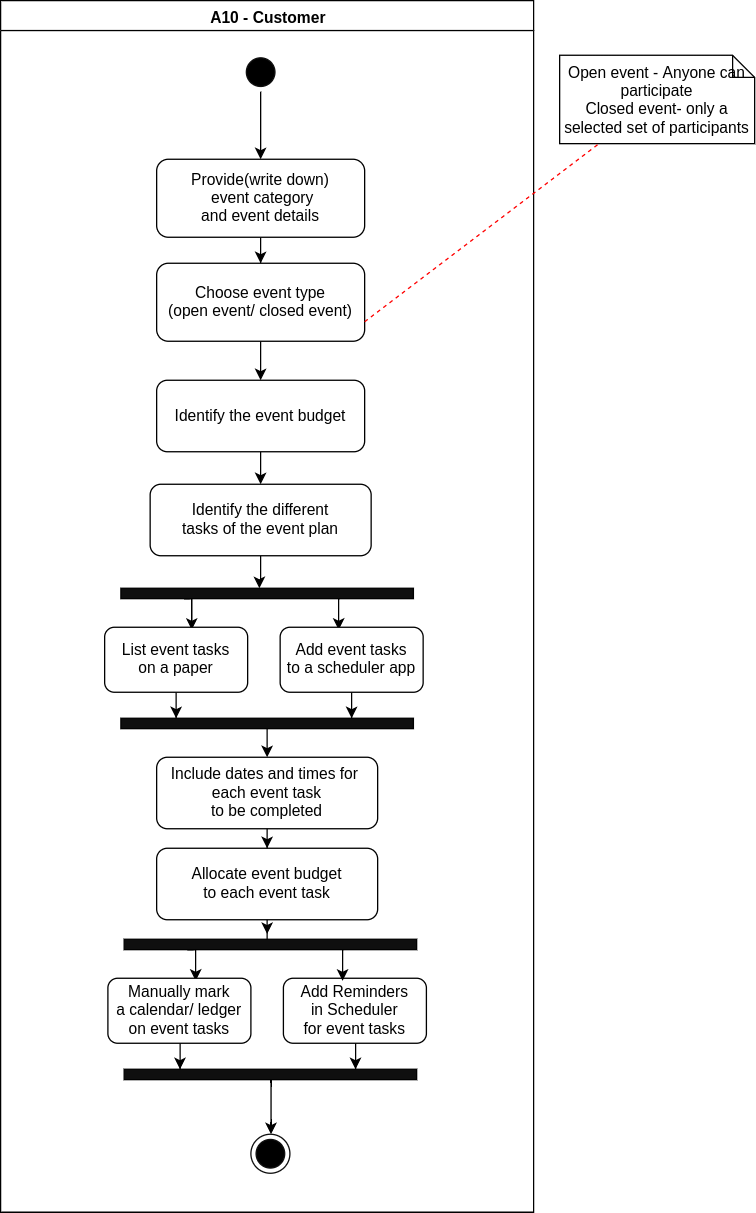 A10 - Customer
Open event - Anyone can
participate
Closed event- only a
selected set of participants
Provide(write down)
event category
and event details
Choose event type
(open event/ closed event)
Identify the event budget
Identify the different
tasks of the event plan
List event tasks
on a paper
Add event tasks
to a scheduler app
Include dates and times for
each event task
to be completed
Allocate event budget
to each event task
Manually mark
a calendar/ ledger
on event tasks
Add Reminders
in Scheduler
for event tasks